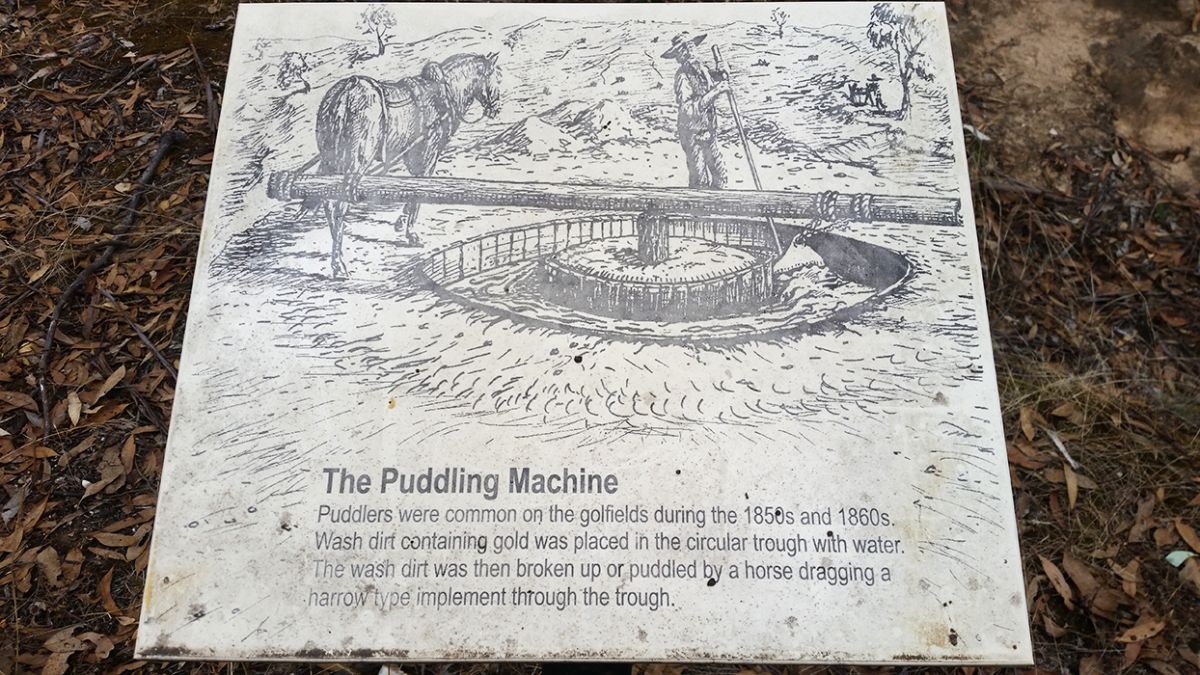 The Puddling Machine
Puddlers were common on the golfields during the 1850s and 1860s.
Wash dirt containing gold was placed in the circular trough with water.
The wash dirt was then broken up or puddled by a horse dragging a
harrow type implement through the trough.